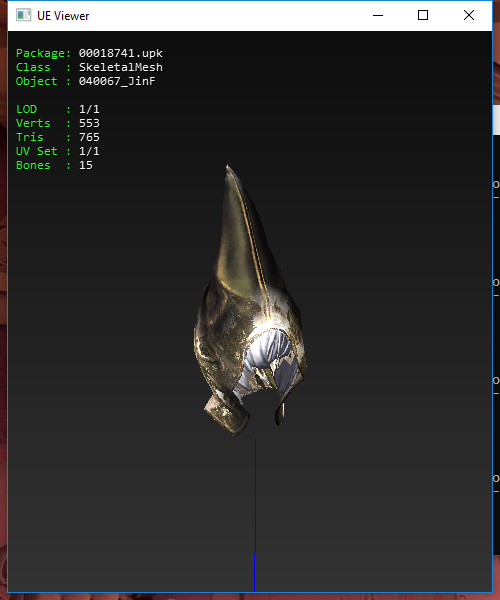 UE Viewer
Package: 00018741.upk
Class  : SkeletalMesh
Object : 040067_JinF
LOD    : 1/1
Verts  : 553
Tris   : 765
UV Set : 1/1
Bones  : 15